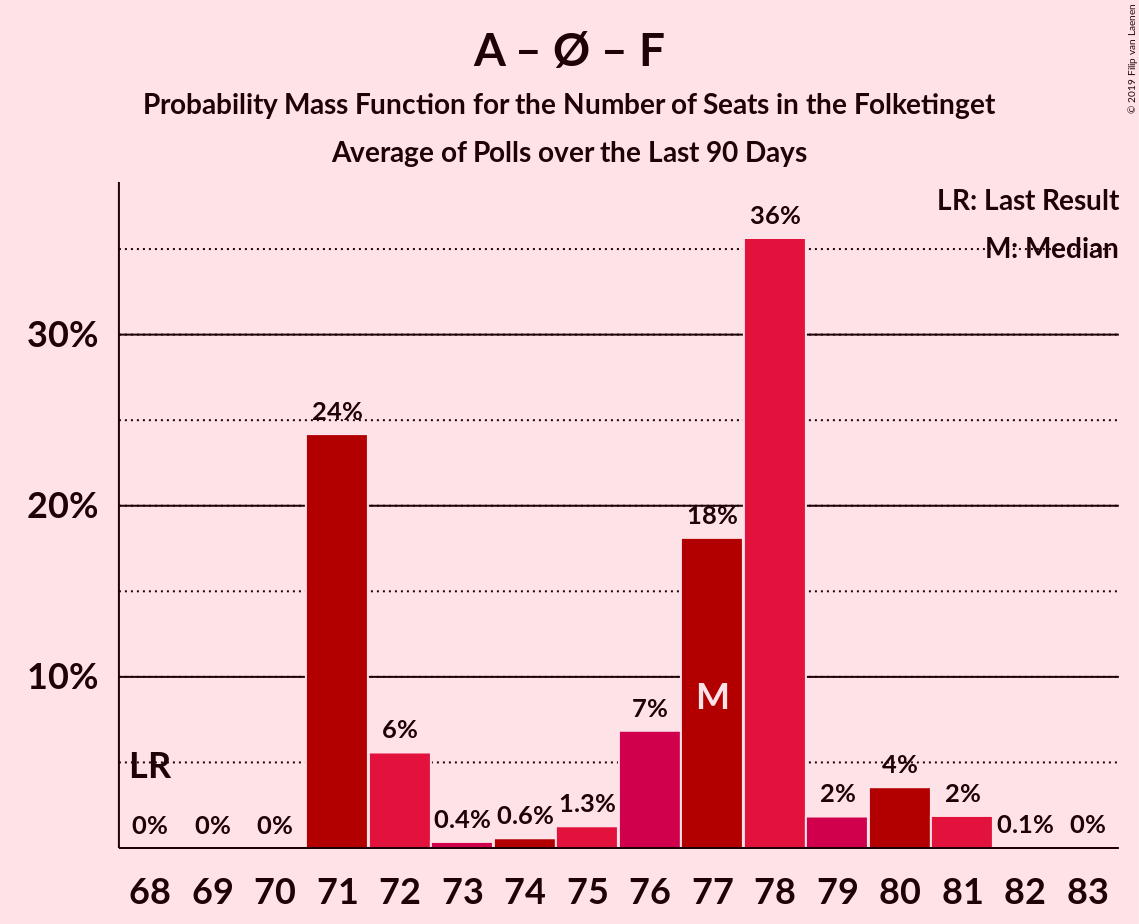 A – Ø – F
Probability Mass Function for the Number of Seats in the Folketinget
Average of Polls over the Last 90 Days
© 2019 Filip van Laenen
LR: Last Result
M: Median
36%
30%
24%
20%
18%
10%
M
7%
6%
LR
4%
2%
2%
1.3%
0.6%
0.4%
0%
0%
0%
0.1%
0%
68 69 70 71 72 73 74 75 76 77 78 79 80 81 82 83